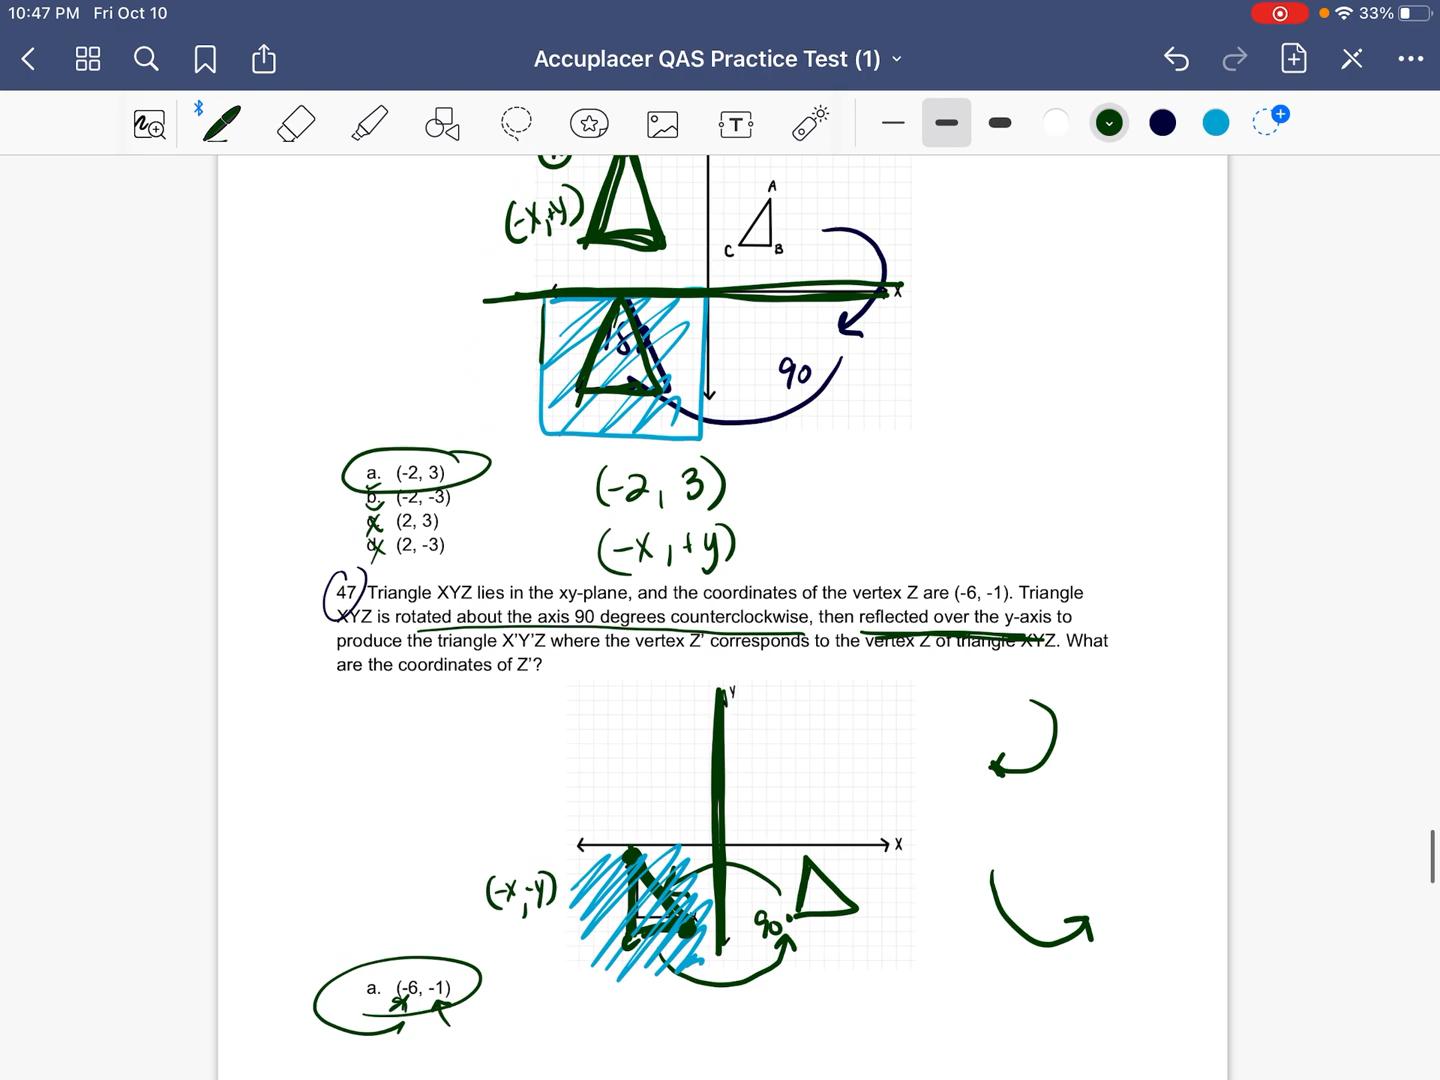 10:47 PM Fri Oct 10
33%
Accuplacer QAS Practice Test (1)
T
(-x,+y)
A
C
B
X
90
a. (-2, 3)
b. (-2, -3)
(2, 3)
(2, -3)
(-2, 3)
(-x, +y)
47. Triangle XYZ lies in the xy-plane, and the coordinates of the vertex Z are (-6, -1). Triangle
XYZ is rotated about the axis 90 degrees counterclockwise, then reflected over the y-axis to
produce the triangle X'Y'Z where the vertex Z' corresponds to the vertex Z of triangle XYZ. What
are the coordinates of Z'?
Y
X
(-x,-y)
90
a. (-6, -1)